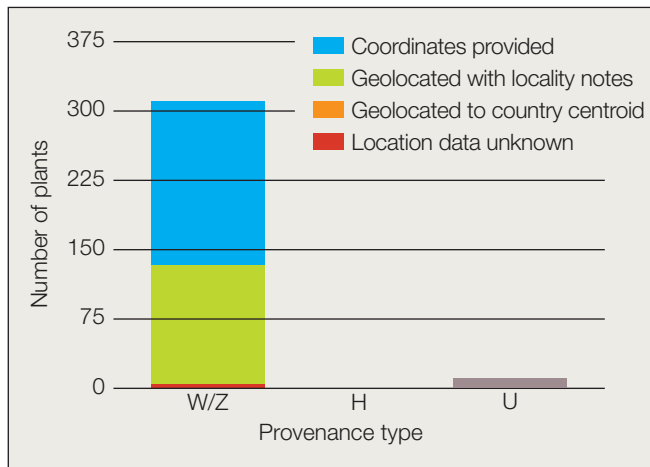 375
300
225
150
75
0
Number of plants
Coordinates provided
Geolocated with locality notes
Geolocated to country centroid
Location data unknown
W/Z H U
Provenance type